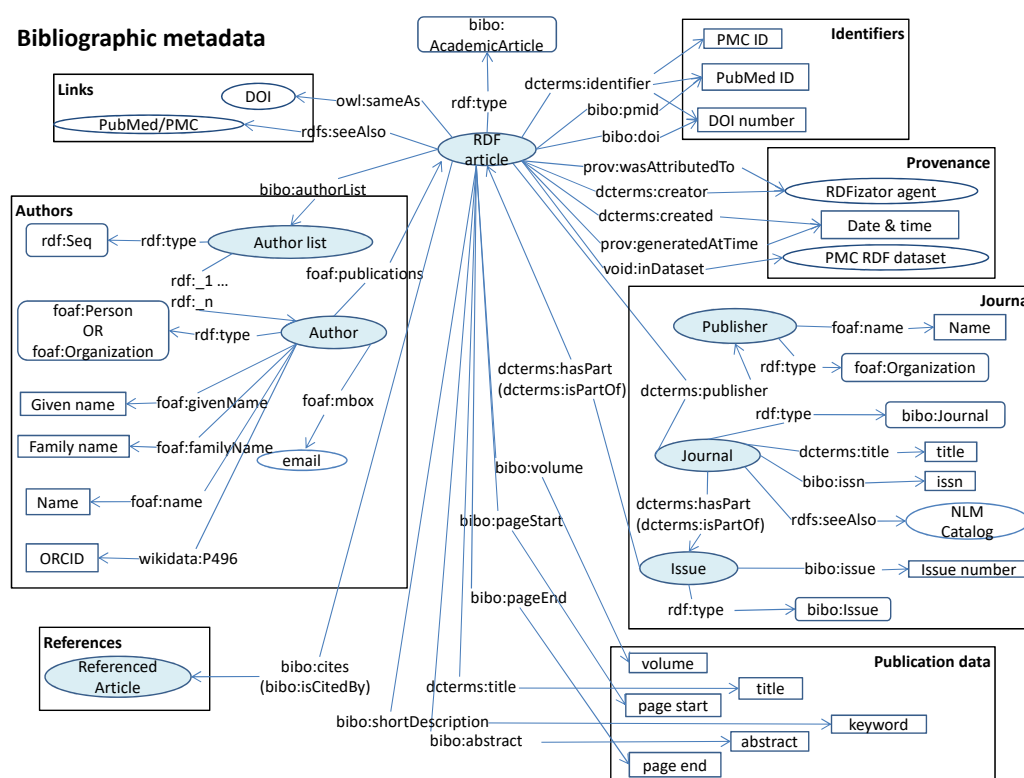 Bibliographic metadata
bibo:
AcademicArticle
Identifiers
PMC ID
PubMed ID
DOI number
dcterms:identifier
bibo:pmid
bibo:doi
rdf:type
Links
DOI
PubMed/PMC
owl:sameAs
rdfs:seeAlso
RDF
article
Provenance
prov:wasAttributedTo
RDFizator agent
dcterms:creator
dcterms:created
Date & time
prov:generatedAtTime
void:inDataset
PMC RDF dataset
bibo:authorList
Authors
rdf:Seq
rdf:type
Author list
foaf:publications
rdf:_1 ...
rdf:_n
foaf:Person
OR
foaf:Organization
rdf:type
Author
Given name
foaf:givenName
foaf:mbox
Family name
foaf:familyName
email
Name
foaf:name
ORCID
wikidata:P496
dcterms:hasPart
(dcterms:isPartOf)
Journa
Publisher
foaf:name
Name
rdf:type
foaf:Organization
dcterms:publisher
rdf:type
bibo:Journal
Journal
dcterms:title
title
bibo:issn
issn
dcterms:hasPart
(dcterms:isPartOf)
rdfs:seeAlso
NLM
Catalog
Issue
bibo:issue
Issue number
rdf:type
bibo:Issue
bibo:volume
bibo:pageStart
bibo:pageEnd
References
Referenced
Article
bibo:cites
(bibo:isCitedBy)
Publication data
volume
dcterms:title
title
page start
bibo:shortDescription
keyword
bibo:abstract
abstract
page end